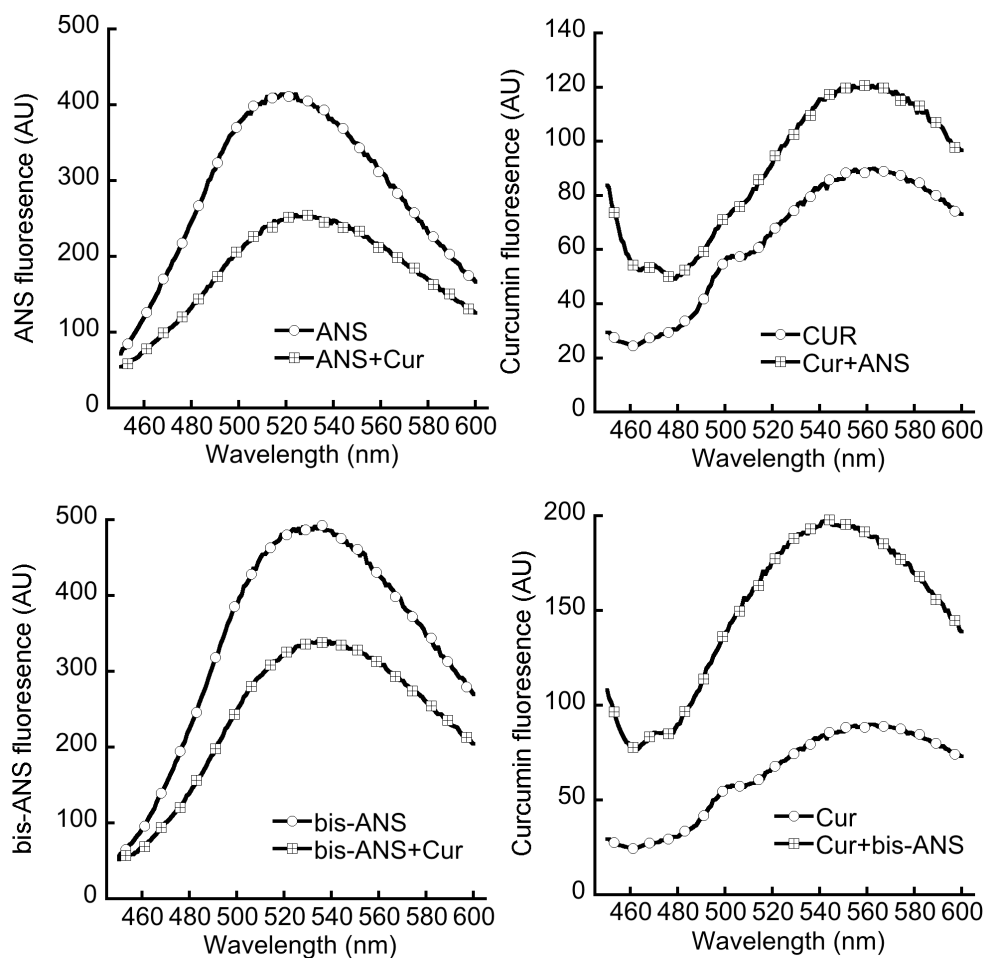 500
400
300
200
100
0
ANS fluoresence (AU)
ANS
ANS+Cur
460 480 500 520 540 560 580 600
Wavelength (nm)
140
120
100
80
60
40
20
0
Curcumin fluoresence (AU)
CUR
Cur+ANS
460 480 500 520 540 560 580 600
Wavelength (nm)
500
400
300
200
100
0
bis-ANS fluoresence (AU)
bis-ANS
bis-ANS+Cur
460 480 500 520 540 560 580 600
Wavelength (nm)
200
150
100
50
0
Curcumin fluoresence (AU)
Cur
Cur+bis-ANS
460 480 500 520 540 560 580 600
Wavelength (nm)